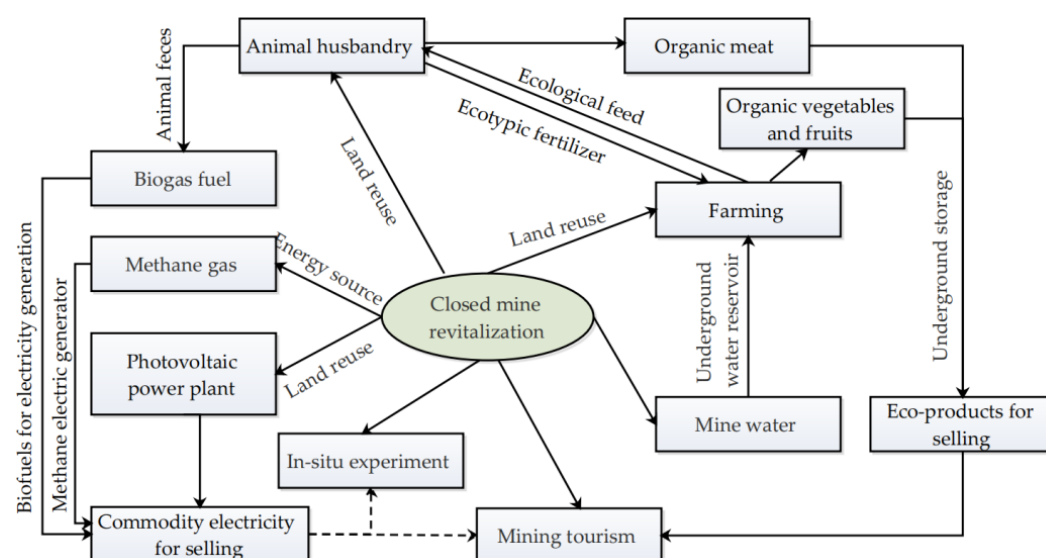 Animal husbandry
Organic meat
Animal feces
Ecological feed
Ecotypic fertilizer
Organic vegetables
and fruits
Biogas fuel
Land reuse
Land reuse
Farming
Underground storage
Biofuels for electricity generation
Methane electric generator
Methane gas
Energy source
Closed mine
revitalization
Underground
water reservoir
Photovoltaic
power plant
Land reuse
Mine water
Eco-products for
selling
In-situ experiment
Commodity electricity
for selling
Mining tourism